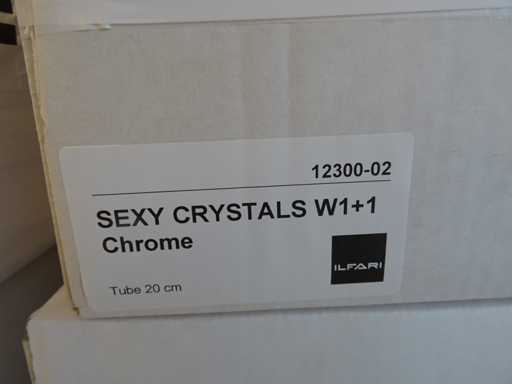 12300-02
SEXY CRYSTALS W1+1
Chrome
ILFARI
Tube 20 cm